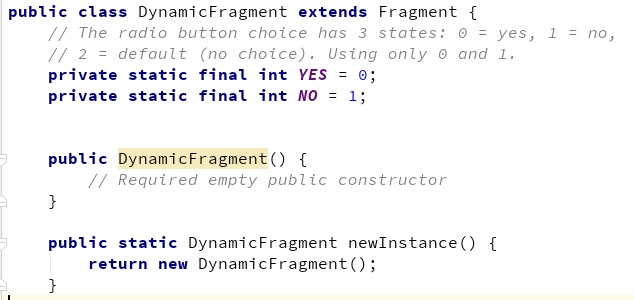 public class DynamicFragment extends Fragment {
// The radio button choice has 3 states: 0 = yes, 1 = no,
// 2 = default (no choice). Using only 0 and 1.
private static final int YES = 0;
private static final int NO = 1;
public DynamicFragment() {
// Required empty public constructor
}
public static DynamicFragment newInstance() {
return new DynamicFragment();
}